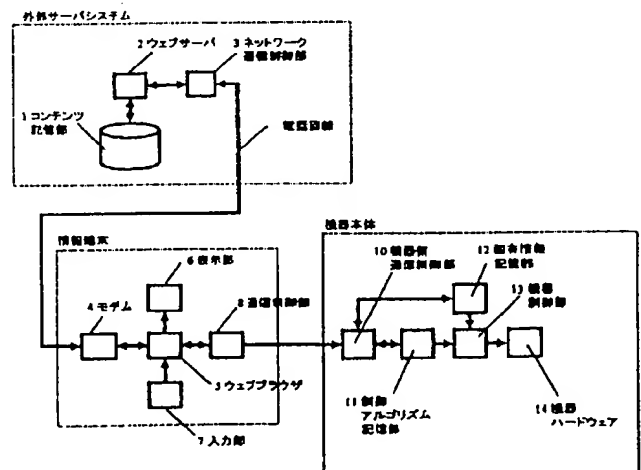 外部サーバシステム
2 ウェブサーバ
3 ネットワーク
通信制御部
1 コンテンツ
記憶部
電話回線
情報端末
6 表示部
4 モデム
8 通信制御部
5 ウェブブラウザ
7 入力部
機器本体
10 機器側
通信制御部
12 固有情報
記憶部
13 機器
制御部
11 制御
アルゴリズム
記憶部
14 機器
ハードウェア